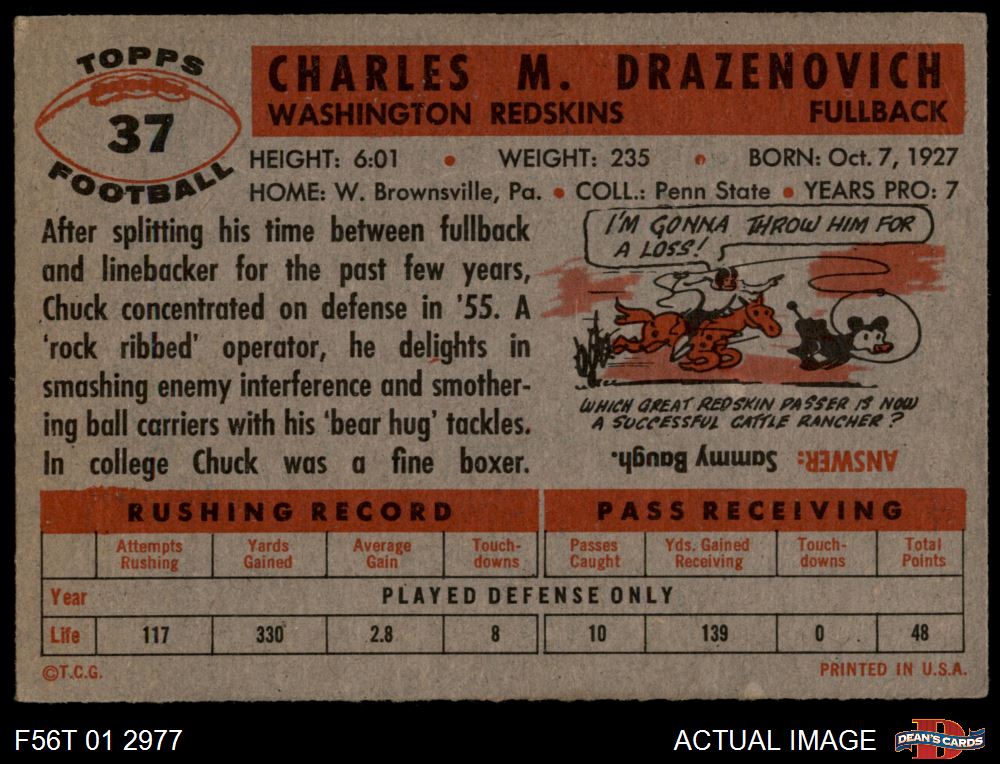 TOPPS
37
FOOTBALL
CHARLES M. DRAZENOVICH
WASHINGTON REDSKINS FULLBACK
HEIGHT: 6:01 • WEIGHT: 235 • BORN: Oct. 7, 1927
HOME: W. Brownsville, Pa. • COLL.: Penn State • YEARS PRO: 7
After splitting his time between fullback
and linebacker for the past few years,
Chuck concentrated on defense in '55. A
'rock ribbed' operator, he delights in
smashing enemy interference and smother-
ing ball carriers with his 'bear hug' tackles.
In college Chuck was a fine boxer.
I'M GONNA THROW HIM FOR
A LOSS!
WHICH GREAT REDSKIN PASSER IS NOW
A SUCCESSFUL CATTLE RANCHER?
ANSWER: Sammy Baugh.
RUSHING RECORD PASS RECEIVING
Attempts Yards Average Touch- Passes Yds. Gained Touch- Total
Rushing Gained Gain downs Caught Receiving downs Points
Year PLAYED DEFENSE ONLY
Life 117 330 2.8 8 10 139 0 48
©T.C.G. PRINTED IN U.S.A.
F56T 01 2977 ACTUAL IMAGE DEAN'S CARDS